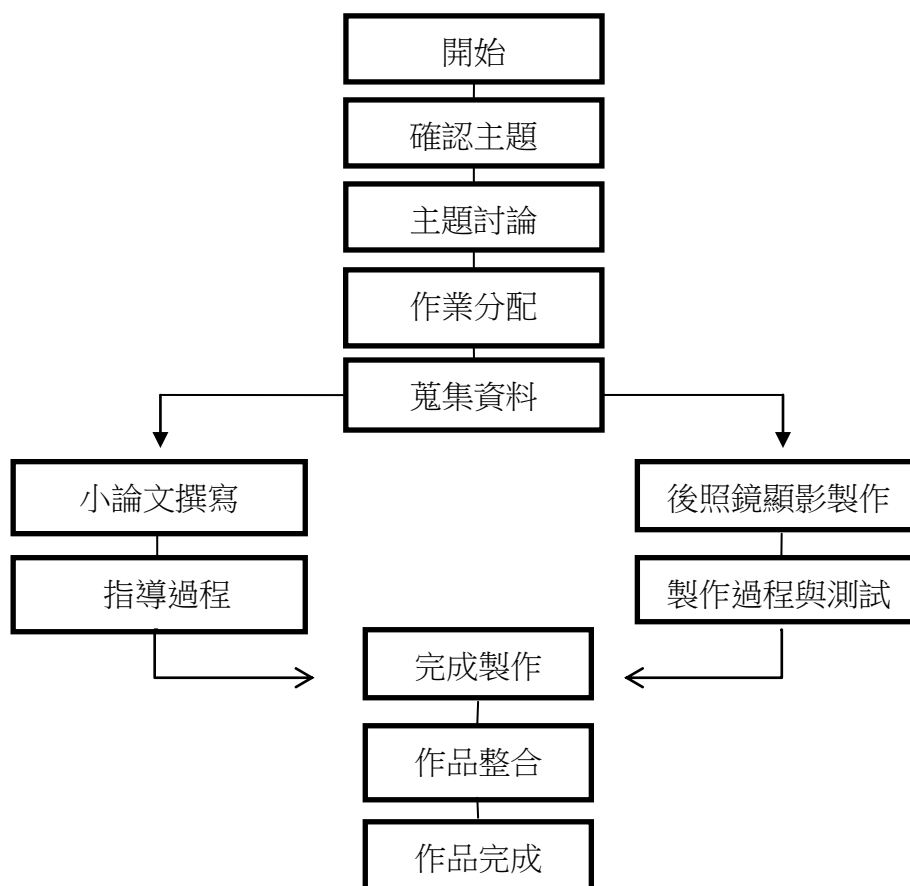 開始
確認主題
主題討論
作業分配
蒐集資料
小論文撰寫
後照鏡顯影製作
指導過程
製作過程與測試
完成製作
作品整合
作品完成